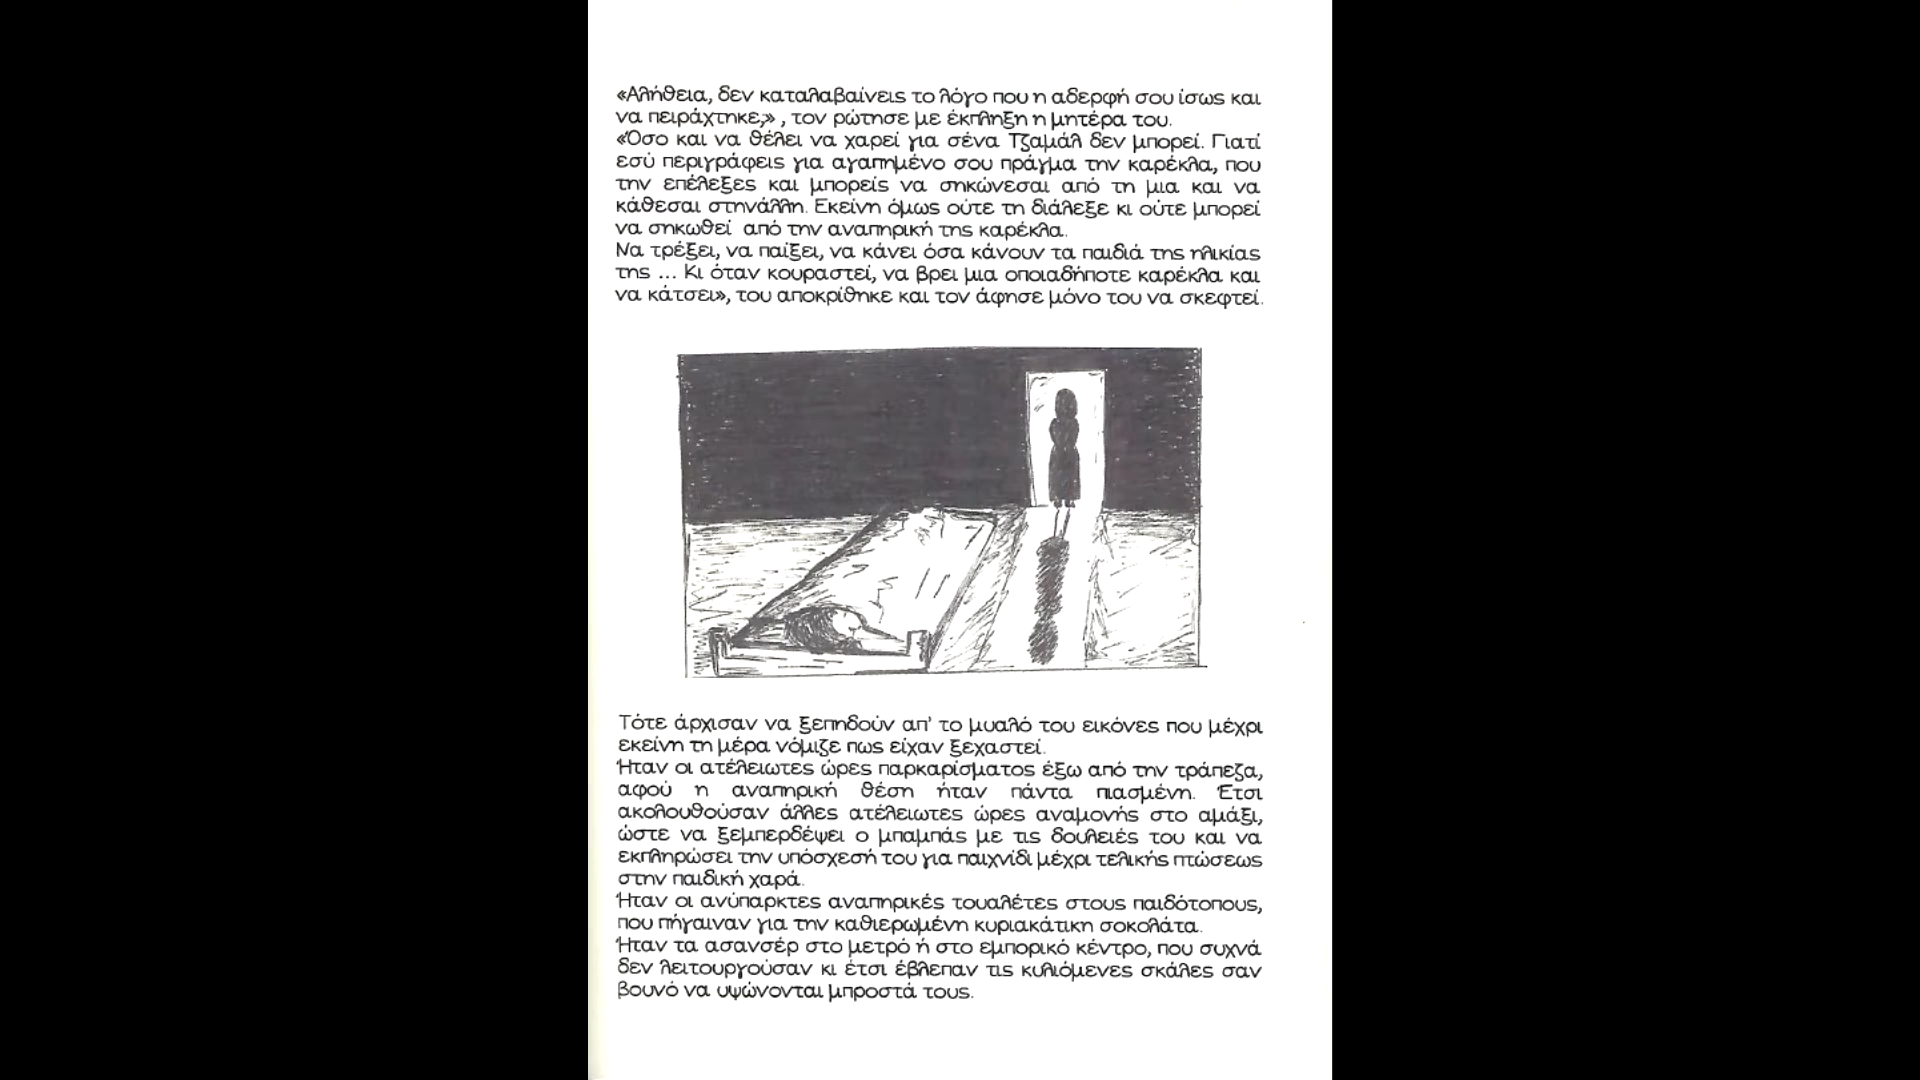 «Αλήθεια, δεν καταλαβαίνεις το λόγο που η αδερφή σου ίσως και
να πειράχτηκε;» , τον ρώτησε με έκπληξη η μητέρα του.
«Όσο και να θέλει να χαρεί για σένα Τζαμάλ δεν μπορεί. Γιατί
εσύ περιγράφεις για αγαπημένο σου πράγμα την καρέκλα, που
την επέλεξες και μπορείς να σηκώνεσαι από τη μια και να
κάθεσαι στηνάλλη. Εκείνη όμως ούτε τη διάλεξε κι ούτε μπορεί
να σηκωθεί από την αναπηρική της καρέκλα.
Να τρέξει, να παίξει, να κάνει όσα κάνουν τα παιδιά της ηλικίας
της ... Κι όταν κουραστεί, να βρει μια οποιαδήποτε καρέκλα και
να κάτσει», του αποκρίθηκε και τον άφησε μόνο του να σκεφτεί.
Τότε άρχισαν να ξεπηδούν απ' το μυαλό του εικόνες που μέχρι
εκείνη τη μέρα νόμιζε πως είχαν ξεχαστεί.
Ήταν οι ατέλειωτες ώρες παρκαρίσματος έξω από την τράπεζα,
αφού η αναπηρική θέση ήταν πάντα πιασμένη. Έτσι
ακολουθούσαν άλλες ατέλειωτες ώρες αναμονής στο αμάξι,
ώστε να ξεμπερδέψει ο μπαμπάς με τις δουλειές του και να
εκπληρώσει την υπόσχεσή του για παιχνίδι μέχρι τελικής πτώσεως
στην παιδική χαρά.
Ήταν οι ανύπαρκτες αναπηρικές τουαλέτες στους παιδότοπους,
που πήγαιναν για την καθιερωμένη κυριακάτικη σοκολάτα.
Ήταν τα ασανσέρ στο μετρό ή στο εμπορικό κέντρο, που συχνά
δεν λειτουργούσαν κι έτσι έβλεπαν τις κυλιόμενες σκάλες σαν
βουνό να υψώνονται μπροστά τους.